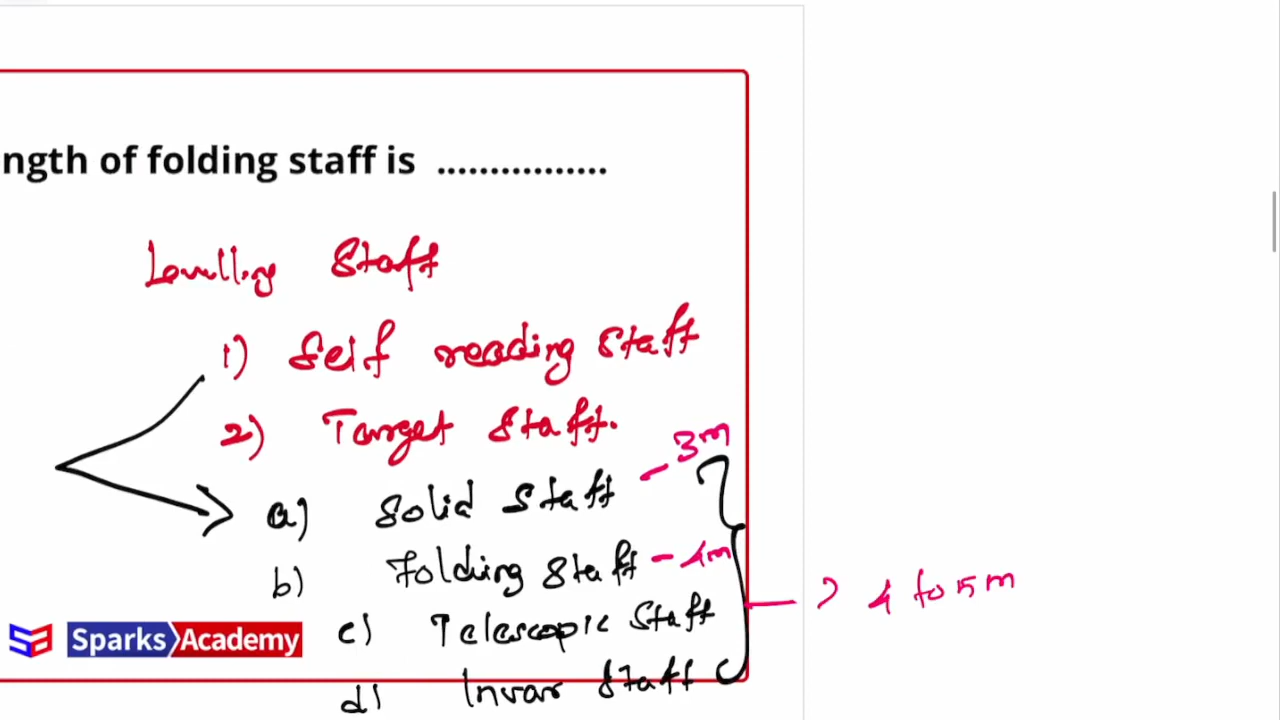 ngth of folding staff is ................
Levelling Staff
1) Self reading Staff
2) Target Staff.
a) Solid Staff - 3m
b) Folding Staff - 4m
c) Telescopic Staff
> 4 to 5m
d) Invar Staff
Sparks Academy